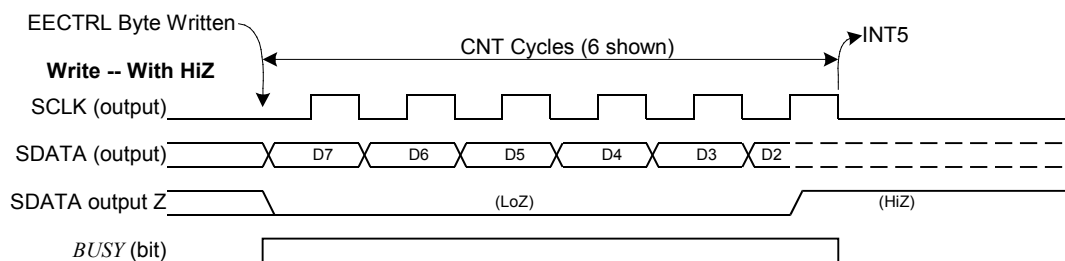 EECTRL Byte Written
CNT Cycles (6 shown)
INT5
Write -- With HiZ
SCLK (output)
SDATA (output)
D7 D6 D5 D4 D3 D2
SDATA output Z
(LoZ) (HiZ)
BUSY (bit)